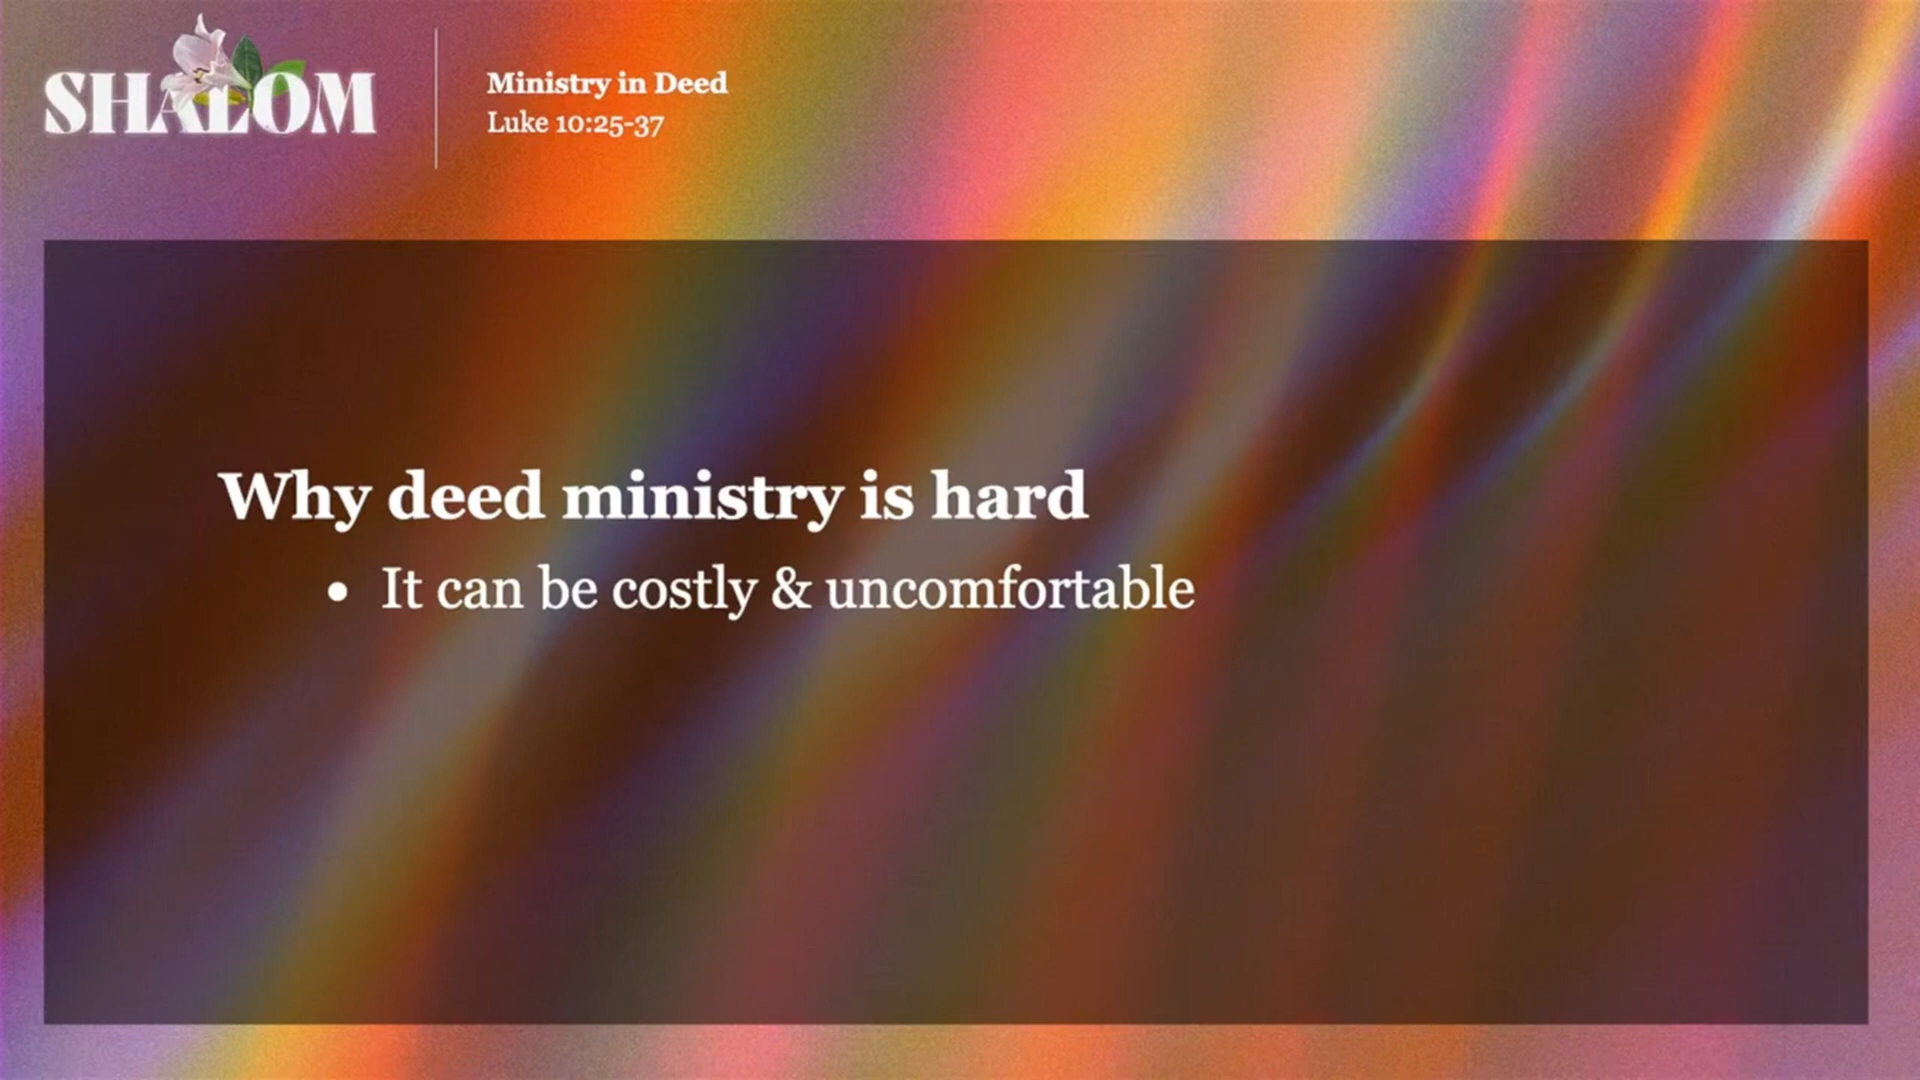 SHALOM
Ministry in Deed
Luke 10:25-37
Why deed ministry is hard
• It can be costly & uncomfortable